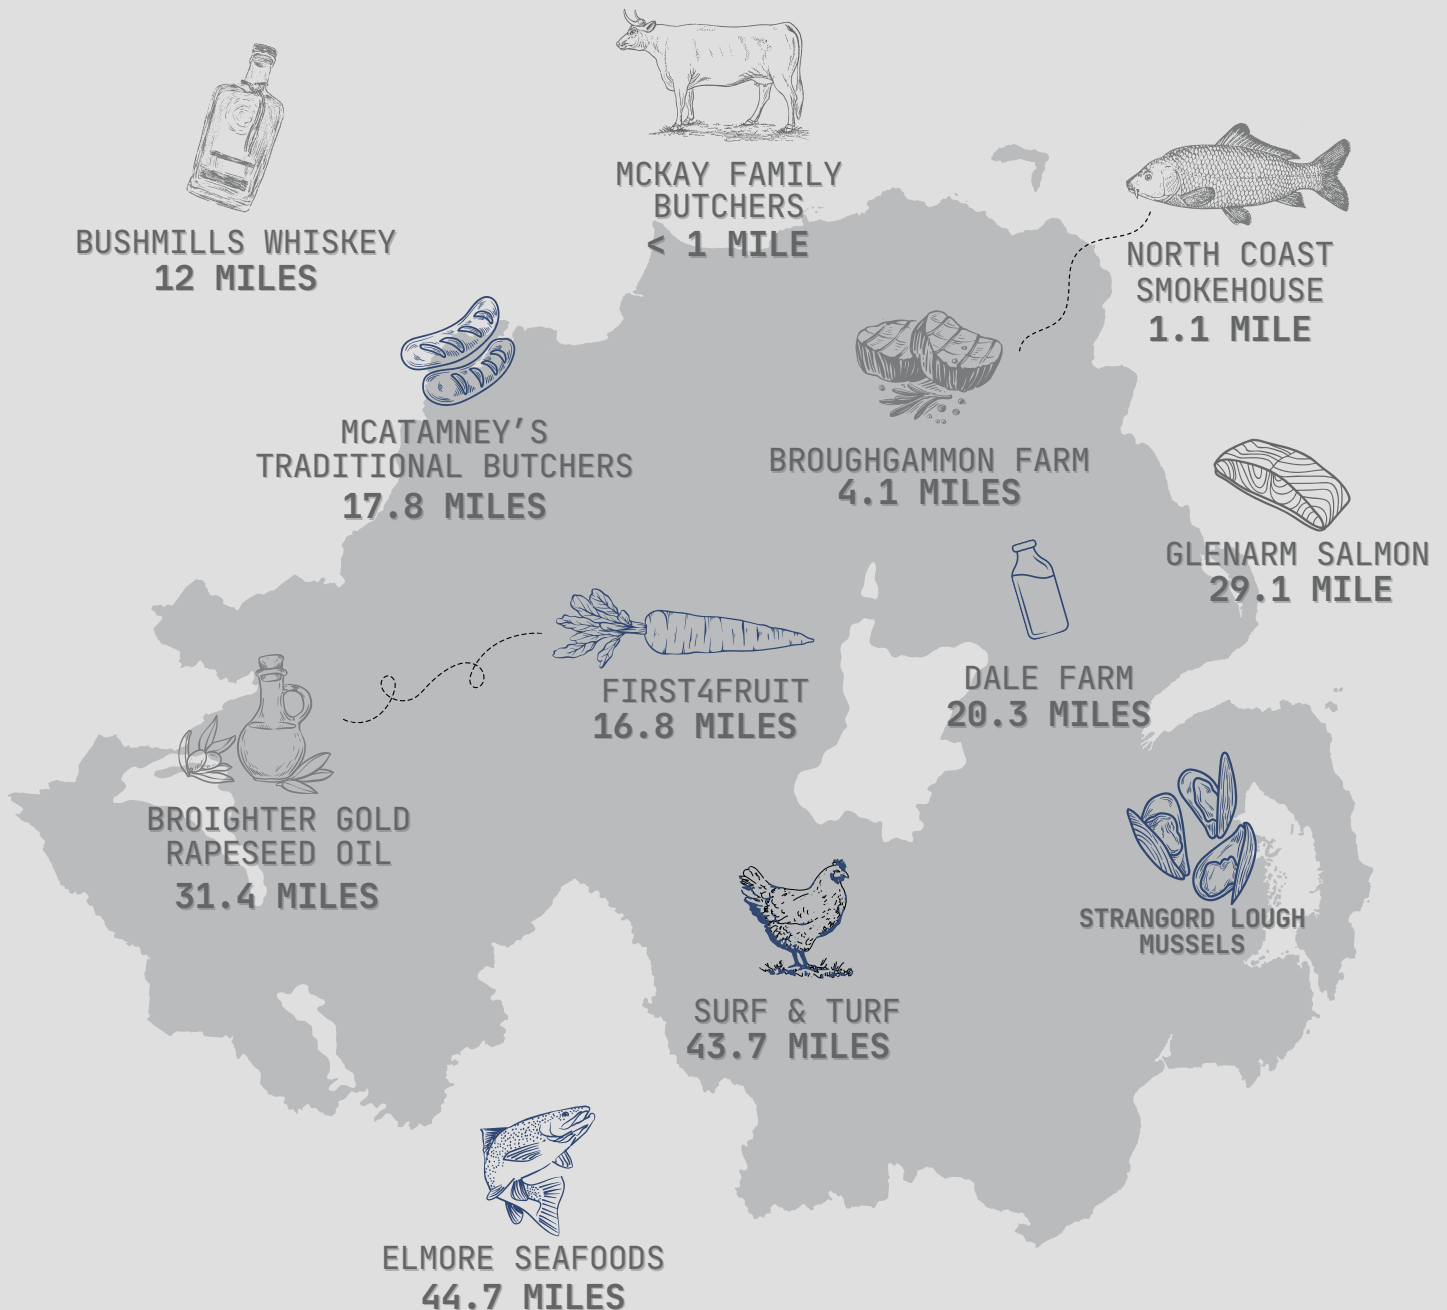 MCKAY FAMILY
BUTCHERS
< 1 MILE
BUSHMILLS WHISKEY
12 MILES
NORTH COAST
SMOKEHOUSE
1.1 MILE
MCATAMNEY’S
TRADITIONAL BUTCHERS
17.8 MILES
BROUGHGAMMON FARM
4.1 MILES
GLENARM SALMON
29.1 MILE
FIRST4FRUIT
16.8 MILES
DALE FARM
20.3 MILES
BROIGHTER GOLD
RAPESEED OIL
31.4 MILES
STRANGORD LOUGH
MUSSELS
SURF & TURF
43.7 MILES
ELMORE SEAFOODS
44.7 MILES